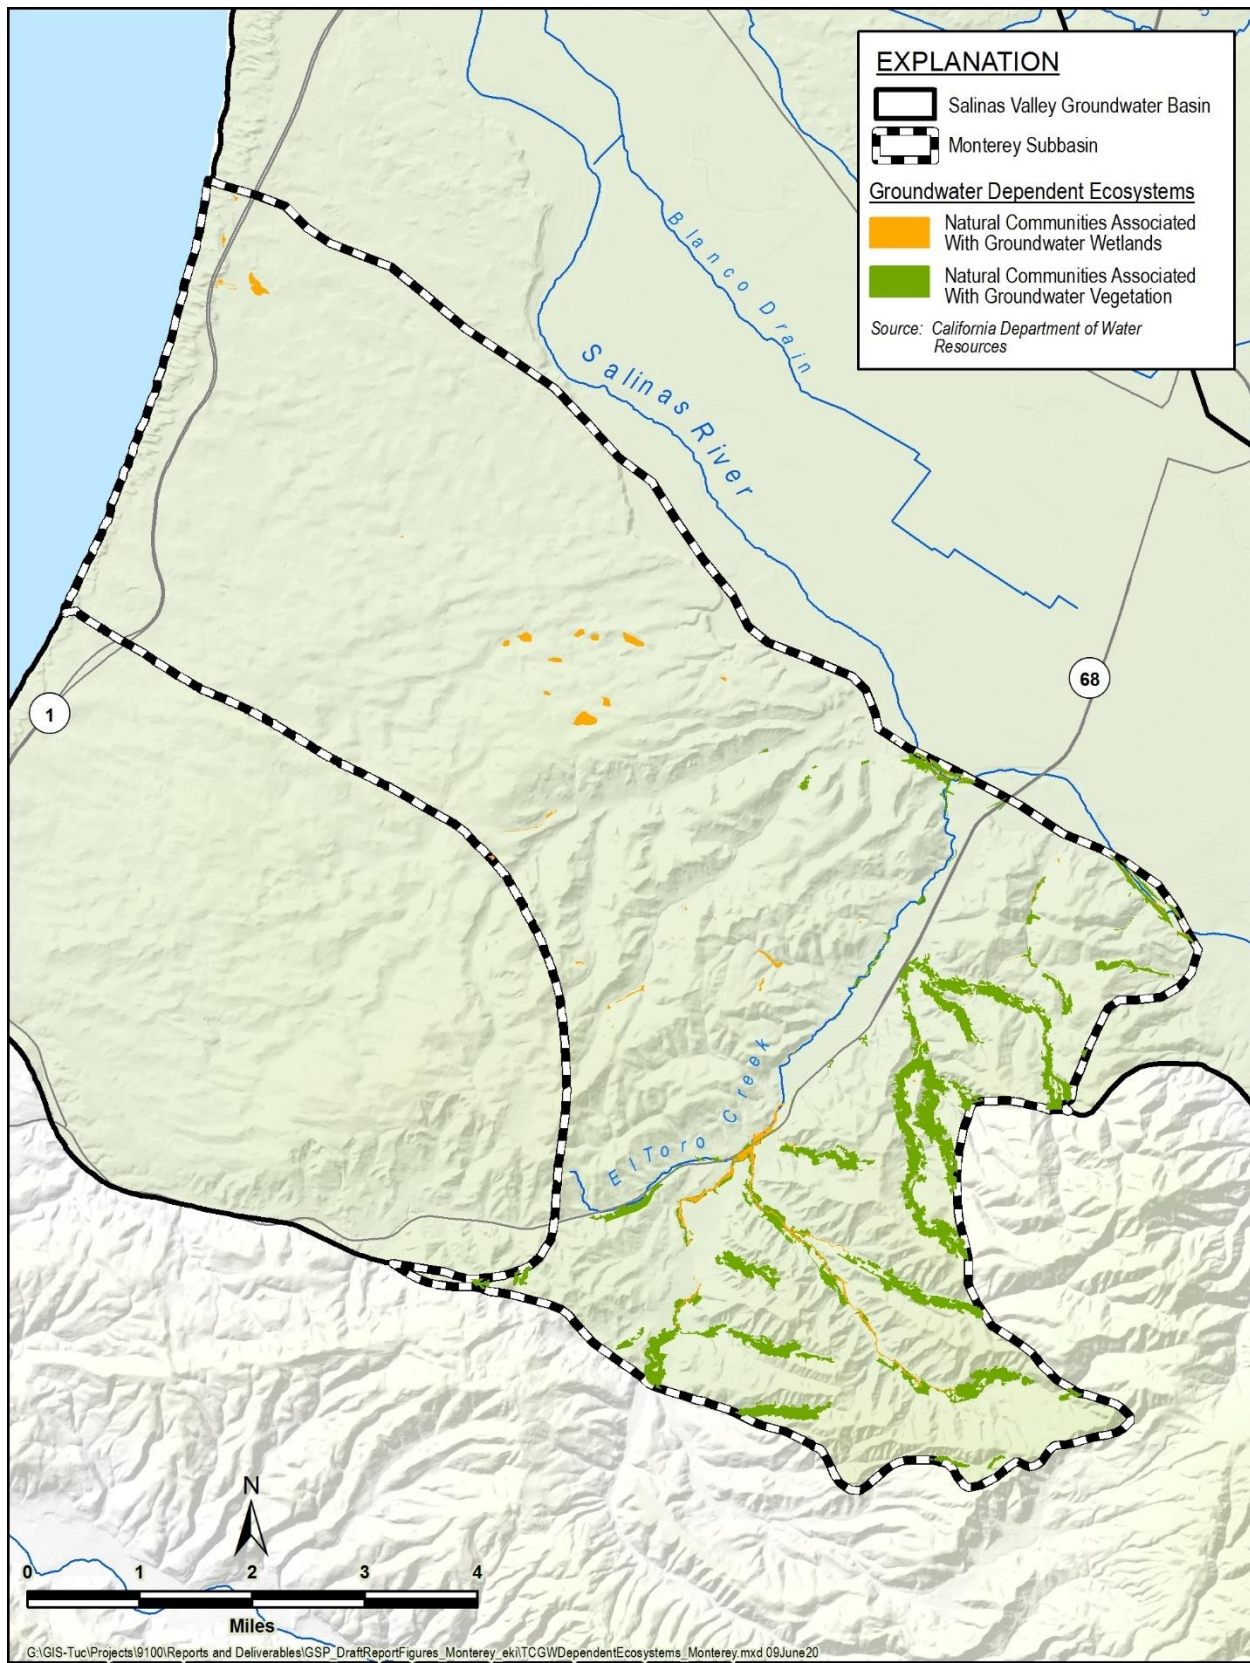 EXPLANATION
Salinas Valley Groundwater Basin
Monterey Subbasin
Groundwater Dependent Ecosystems
Natural Communities Associated
With Groundwater Wetlands
Natural Communities Associated
With Groundwater Vegetation
Source: California Department of Water
Resources
Blanco Drain
Salinas River
68
1
El Toro Creek
N
0 1 2 3 4
Miles
G:\GIS-Tuc\Projects\9100\Reports and Deliverables\GSP_DraftReportFigures_Monterey_eki\TCGWDependentEcosystems_Monterey.mxd 09June20